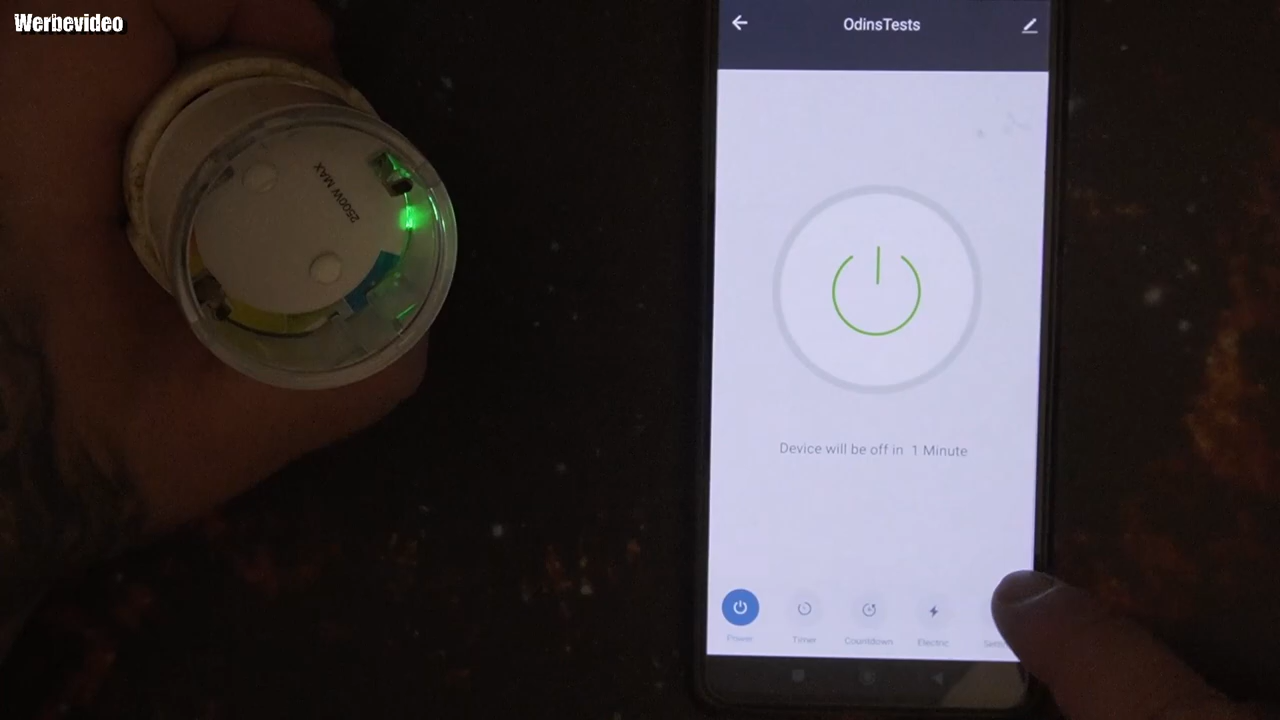 Werbevideo
OdinsTests
2500W MAX
Device will be off in 1 Minute
Power
Timer
Countdown
Electric